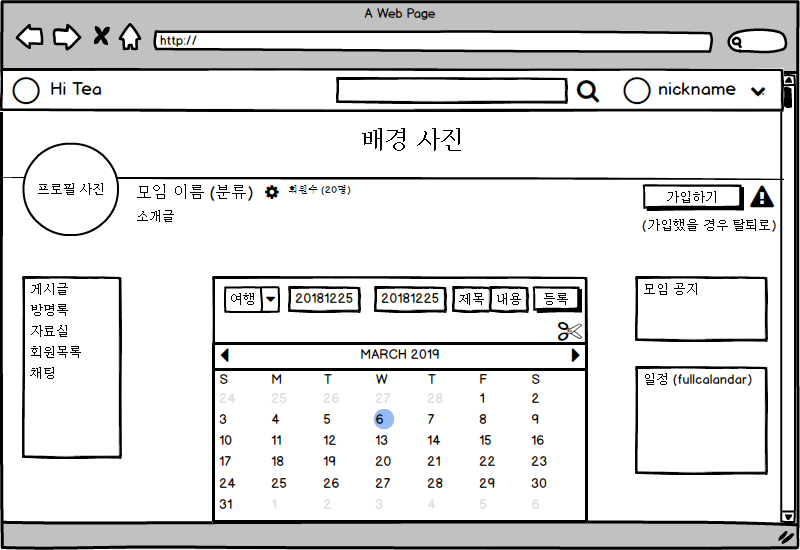 A Web Page
http://
Hi Tea
nickname
배경 사진
프로필 사진
모임 이름 (분류)
회원수 (20명)
소개글
가입하기
(가입했을 경우 탈퇴로)
게시글
방명록
자료실
회원목록
채팅
여행 20181225 20181225 제목 내용 등록
MARCH 2019
S M T W T F S
24 25 26 27 28 1 2
3 4 5 6 7 8 9
10 11 12 13 14 15 16
17 18 19 20 21 22 23
24 25 26 27 28 29 30
31 1 2 3 4 5 6
모임 공지
일정 (fullcalandar)